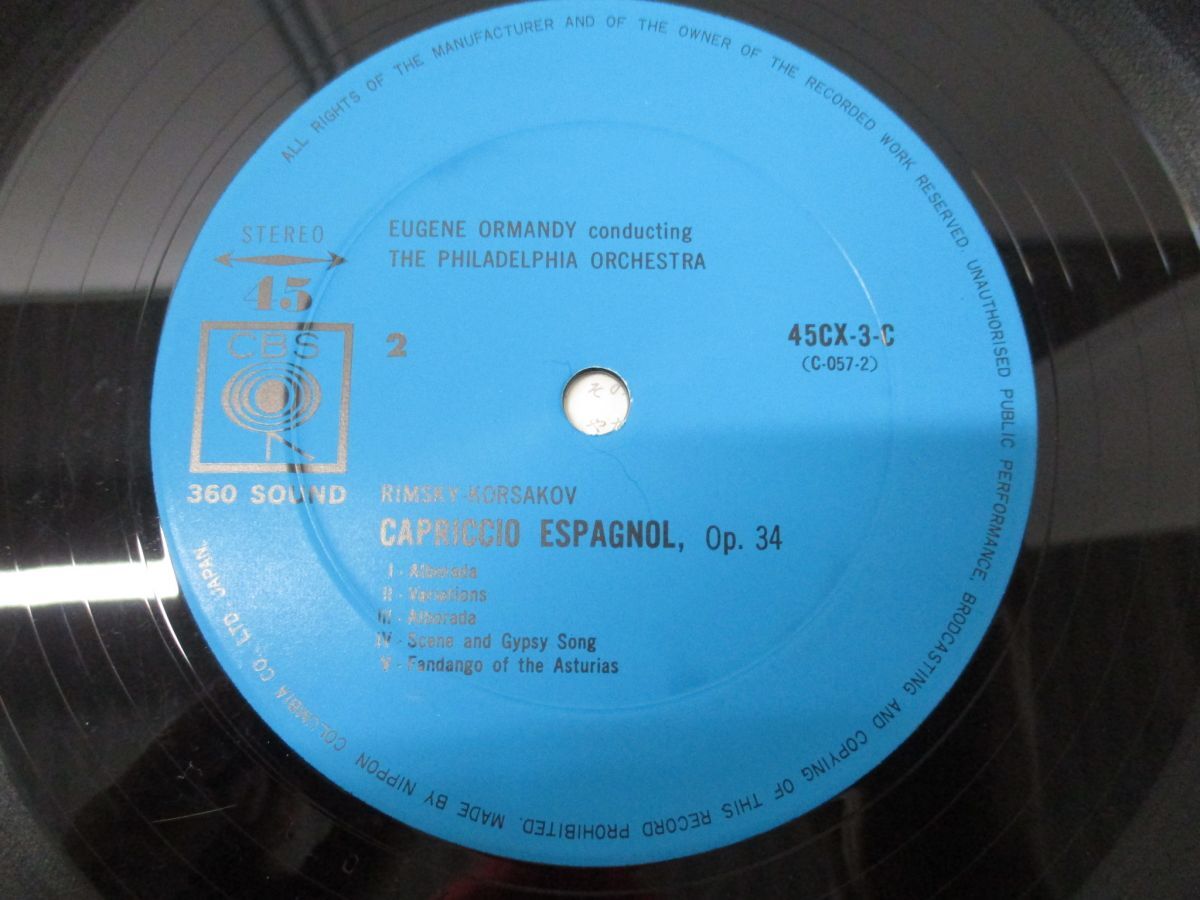 ALL RIGHTS OF THE MANUFACTURER AND OF THE OWNER OF THE RECORDED WORK RESERVED. UNAUTHORISED PUBLIC PERFORMANCE, BRODCASTING AND COPYING OF THIS RECORD PROHIBITED. MADE BY NIPPON COLUMBIA CO., LTD. JAPAN.
STEREO
45
CBS
360 SOUND
EUGENE ORMANDY conducting
THE PHILADELPHIA ORCHESTRA
2
45CX-3-C
(C-057-2)
そ の
や
RIMSKY-KORSAKOV
CAPRICCIO ESPAGNOL, Op. 34
I - Alborada
II - Variations
III - Alborada
IV - Scene and Gypsy Song
V - Fandango of the Asturias